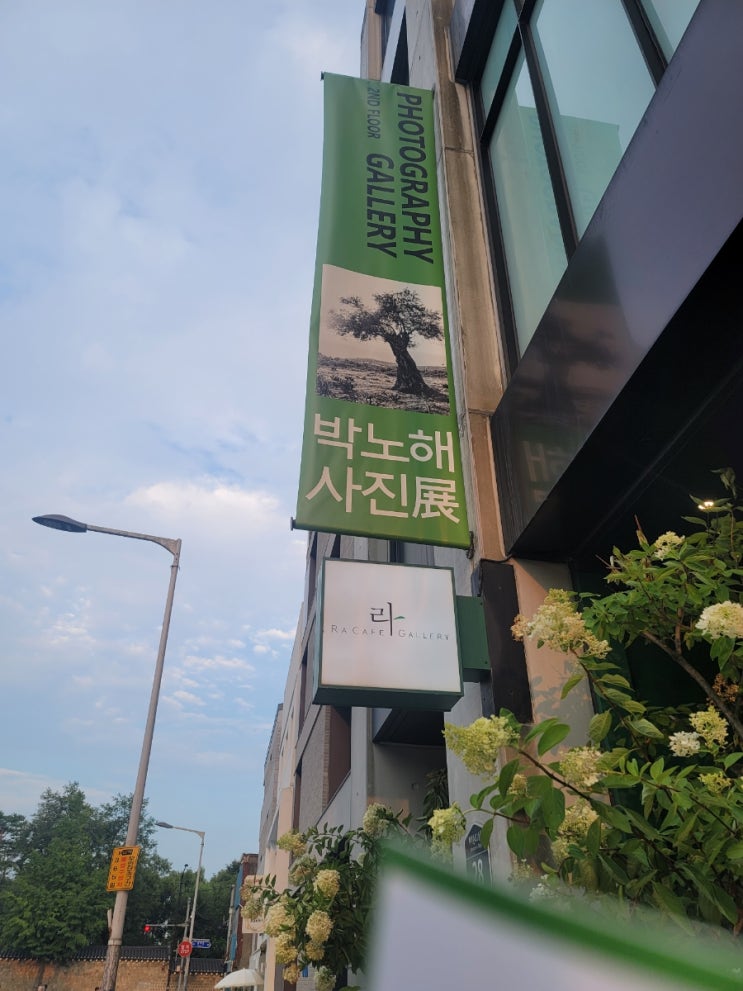 PHOTOGRAPHY
GALLERY
2ND FLOOR
박노해
사진展
라
RA CAFE GALLERY